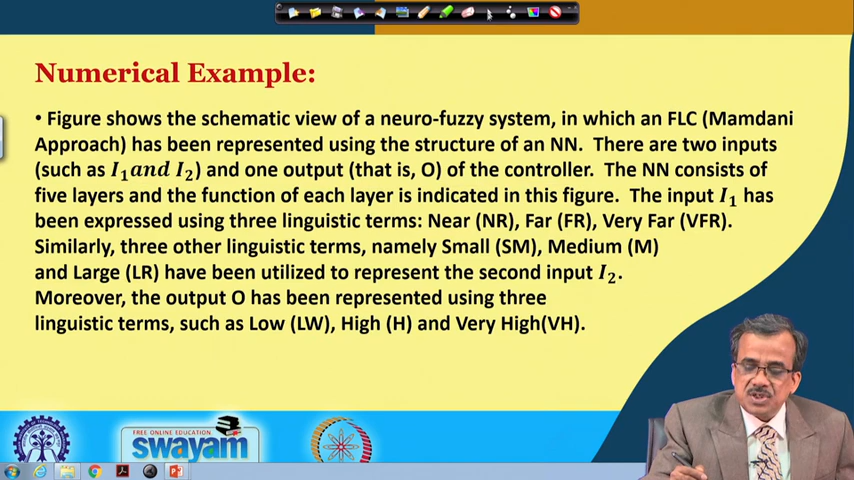 Numerical Example:
• Figure shows the schematic view of a neuro-fuzzy system, in which an FLC (Mamdani
Approach) has been represented using the structure of an NN. There are two inputs
(such as I₁ and I₂) and one output (that is, O) of the controller. The NN consists of
five layers and the function of each layer is indicated in this figure. The input I₁ has
been expressed using three linguistic terms: Near (NR), Far (FR), Very Far (VFR).
Similarly, three other linguistic terms, namely Small (SM), Medium (M)
and Large (LR) have been utilized to represent the second input I₂.
Moreover, the output O has been represented using three
linguistic terms, such as Low (LW), High (H) and Very High(VH).
FREE ONLINE EDUCATION
swayam